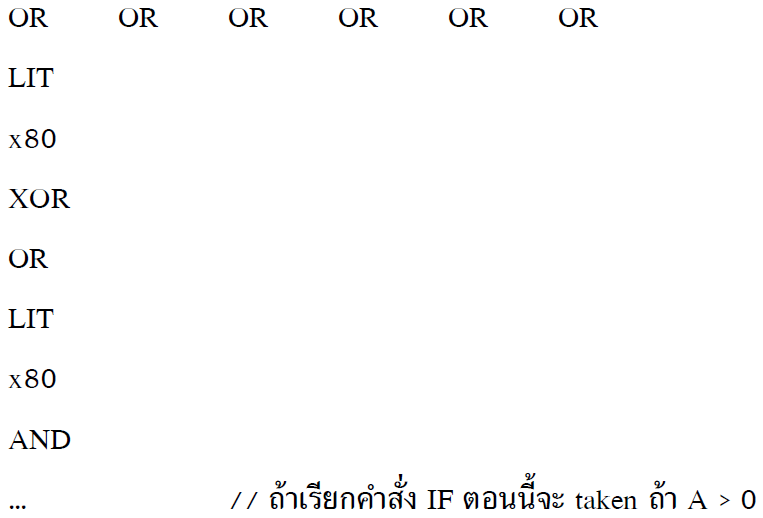 OR OR OR OR OR OR
LIT
x80
XOR
OR
LIT
x80
AND
... // ถ้าเรียกคำสั่ง IF ตอนนี้จะ taken ถ้า A > 0